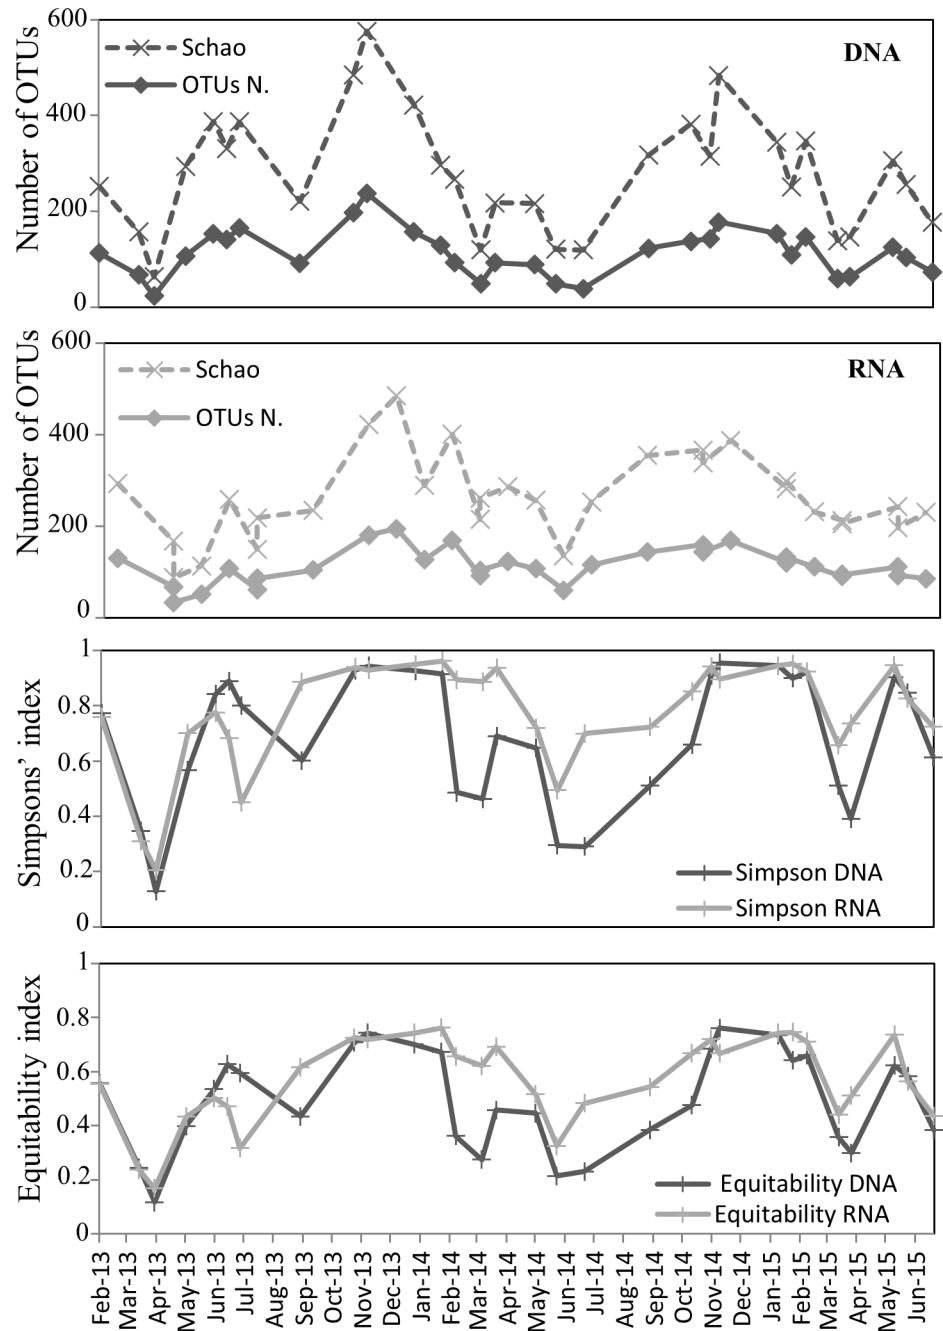 600
400
200
0
Number of OTUs
Schao
OTUs N.
DNA
600
400
200
0
Number of OTUs
Schao
OTUs N.
RNA
1
0.8
0.6
0.4
0.2
0
Simpsons' index
Simpson DNA
Simpson RNA
1
0.8
0.6
0.4
0.2
0
Equitability index
Equitability DNA
Equitability RNA
Feb-13
Mar-13
Apr-13
May-13
Jun-13
Jul-13
Aug-13
Sep-13
Oct-13
Nov-13
Dec-13
Jan-14
Feb-14
Mar-14
Apr-14
May-14
Jun-14
Jul-14
Aug-14
Sep-14
Oct-14
Nov-14
Dec-14
Jan-15
Feb-15
Mar-15
Apr-15
May-15
Jun-15